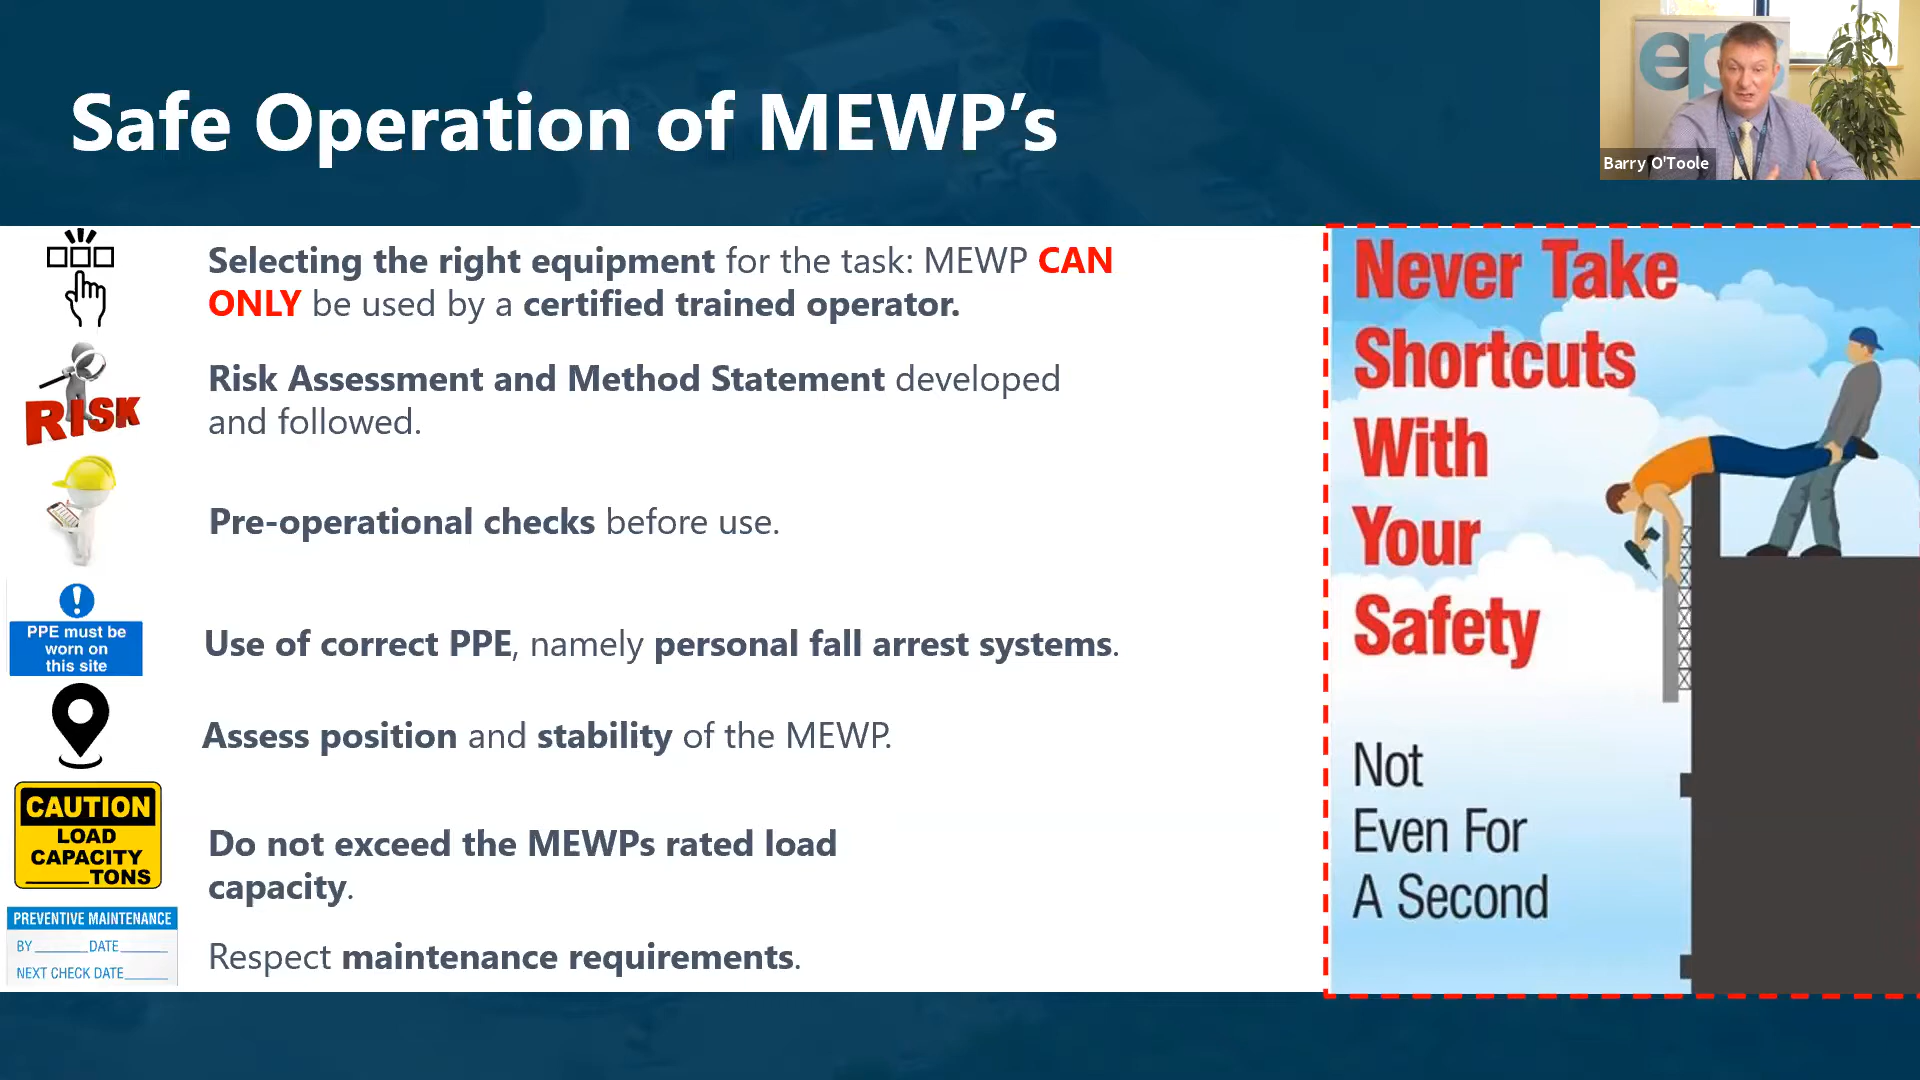 Safe Operation of MEWP’s
ep
Barry O'Toole
Selecting the right equipment for the task: MEWP CAN
ONLY be used by a certified trained operator.
RISK
Risk Assessment and Method Statement developed
and followed.
Pre-operational checks before use.
!
PPE must be
worn on
this site
Use of correct PPE, namely personal fall arrest systems.
Assess position and stability of the MEWP.
CAUTION
LOAD
CAPACITY
____TONS
Do not exceed the MEWPs rated load
capacity.
PREVENTIVE MAINTENANCE
BY_______DATE______
NEXT CHECK DATE______
Respect maintenance requirements.
Never Take
Shortcuts
With
Your
Safety
Not
Even For
A Second